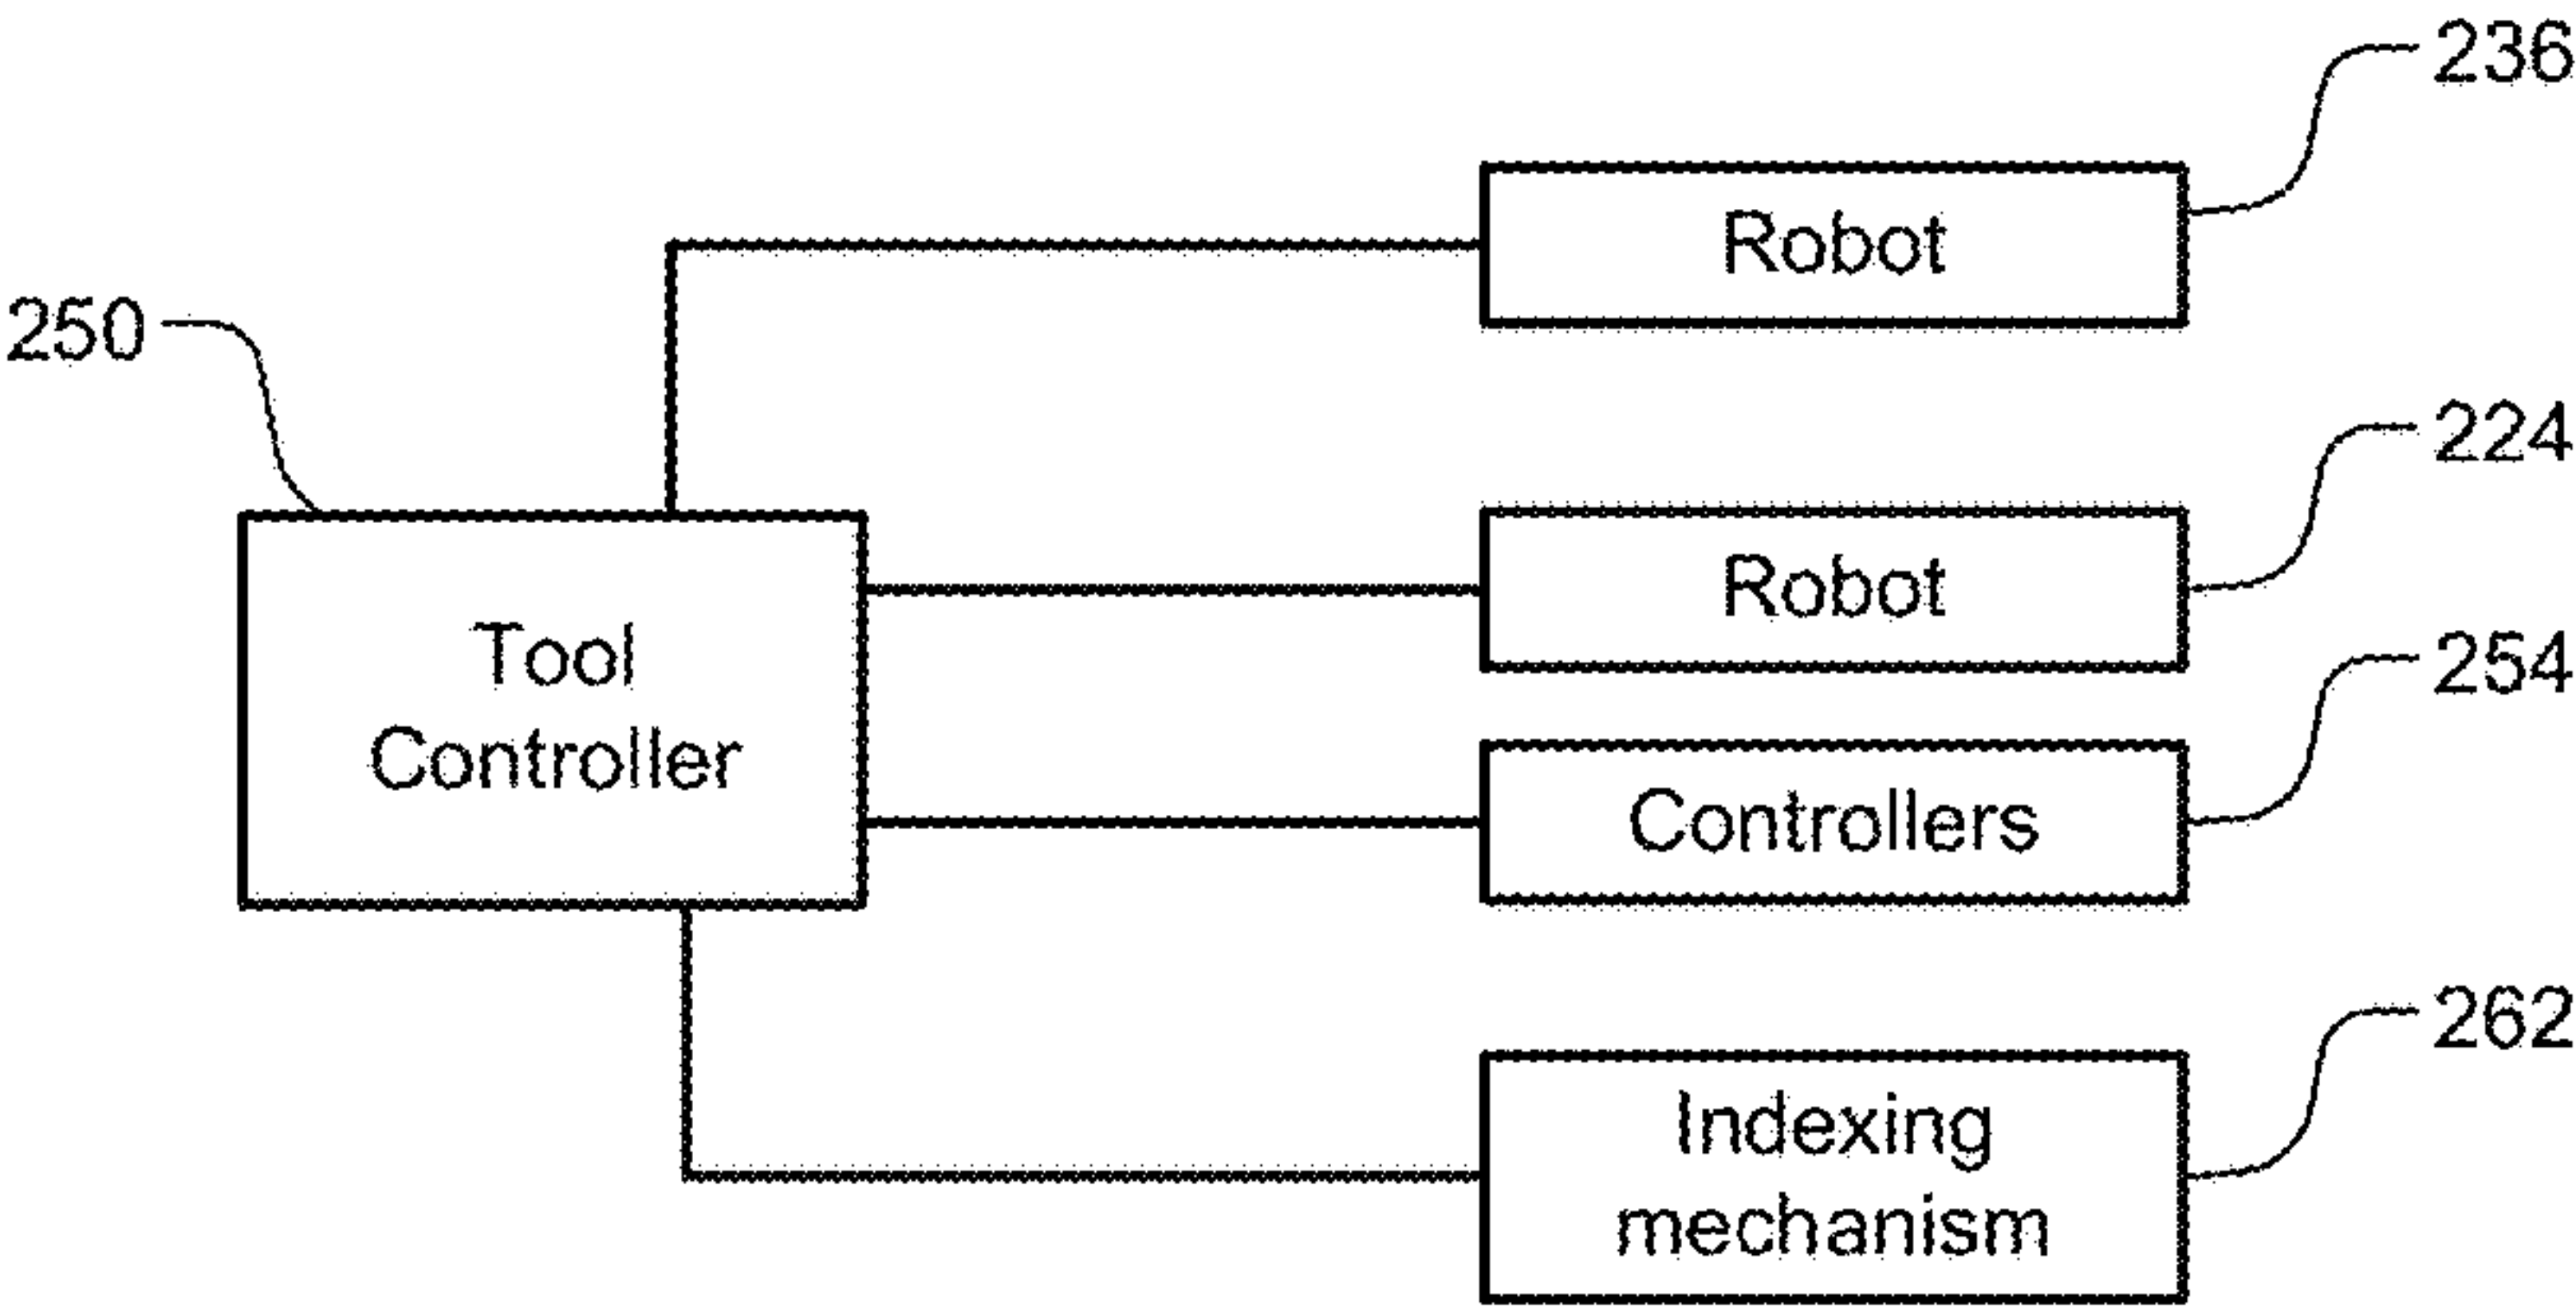 236
Robot
250
224
Robot
Tool
Controller
254
Controllers
262
Indexing
mechanism